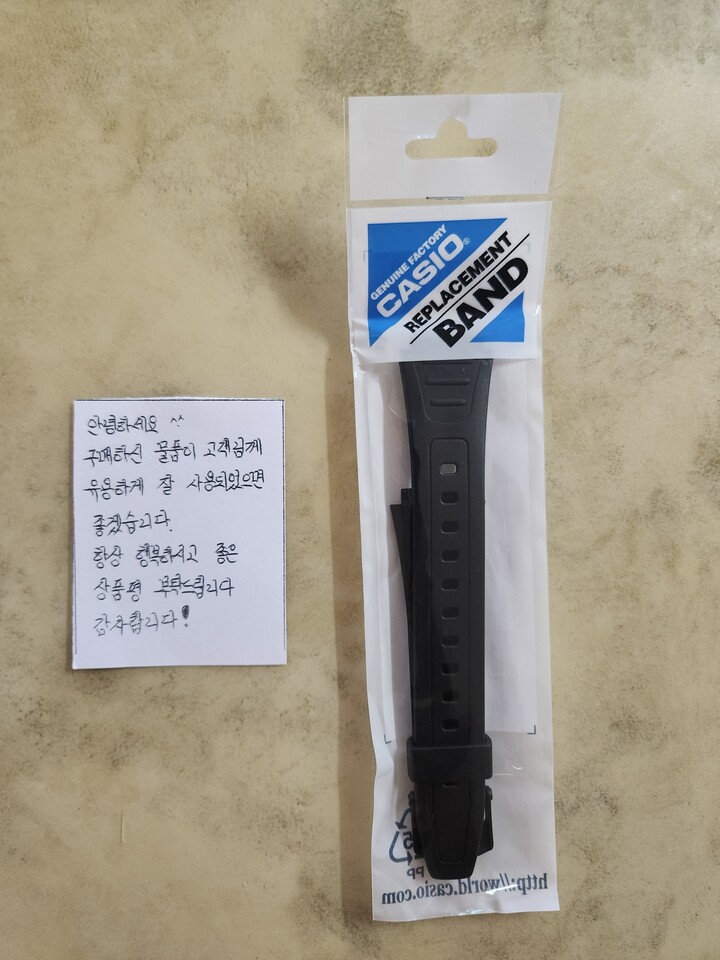 안녕하세요 ^^
구매하신 물품이 고객님께
유용하게 잘 사용되었으면
좋겠습니다.
항상 행복하시고 좋은
상품평 부탁드립니다
감사합니다!
GENUINE FACTORY
CASIO®
REPLACEMENT
BAND
PP
http://world.casio.com